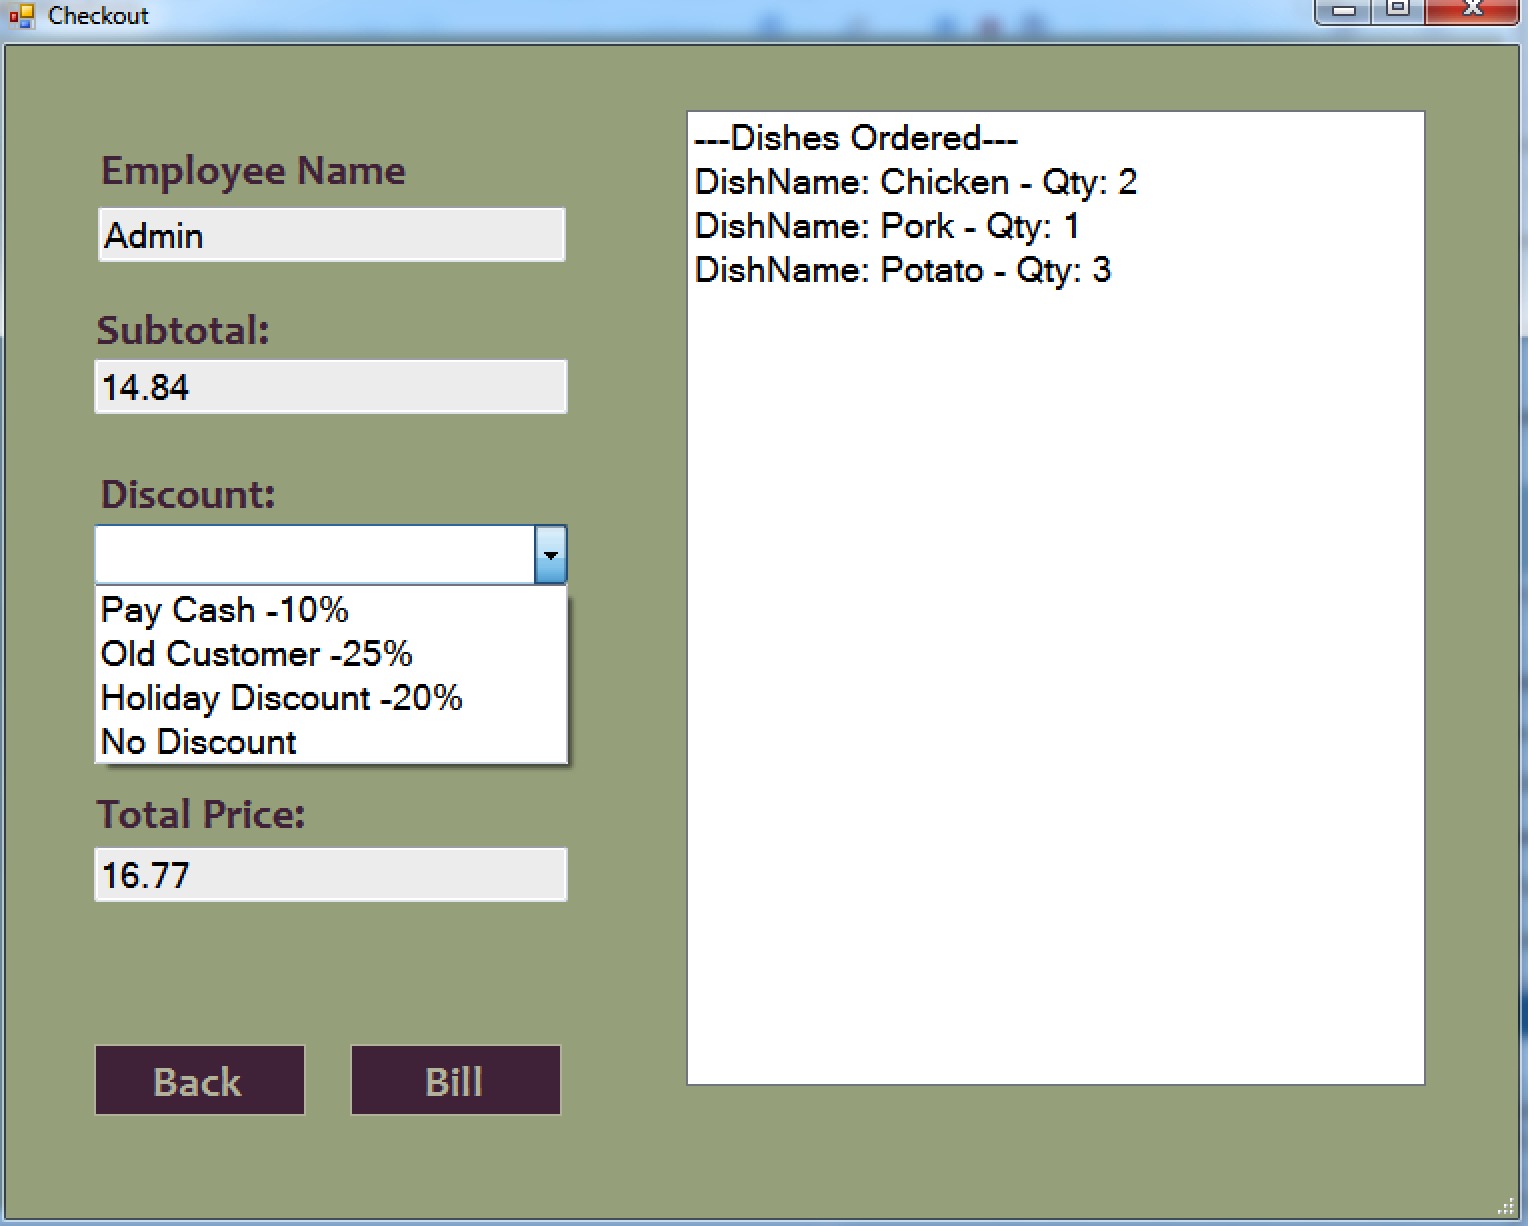 Checkout
Employee Name
Admin
Subtotal:
14.84
Discount:
Pay Cash -10%
Old Customer -25%
Holiday Discount -20%
No Discount
Total Price:
16.77
Back
Bill
---Dishes Ordered---
DishName: Chicken - Qty: 2
DishName: Pork - Qty: 1
DishName: Potato - Qty: 3